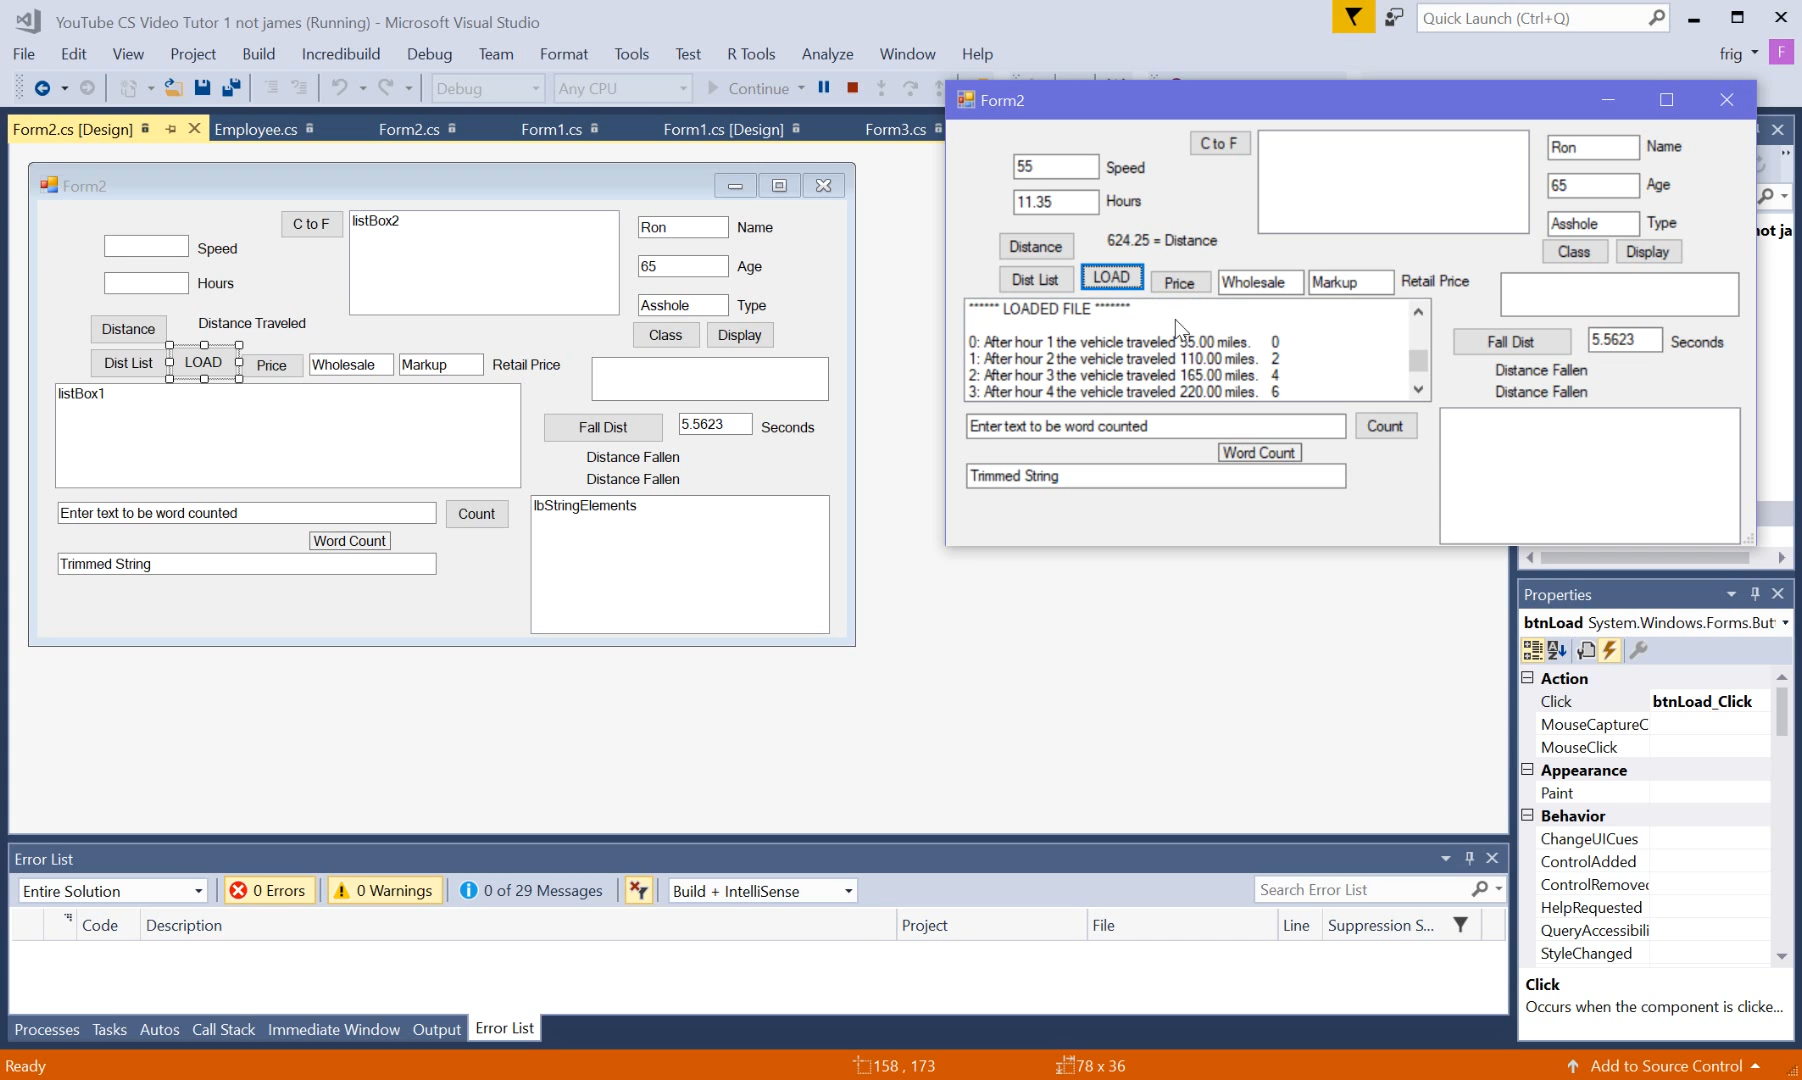 YouTube CS Video Tutor 1 not james (Running) - Microsoft Visual Studio
Quick Launch (Ctrl+Q)
File Edit View Project Build Incredibuild Debug Team Format Tools Test R Tools Analyze Window Help
frig F
Debug Any CPU Continue
Form2.cs [Design] Employee.cs Form2.cs Form1.cs Form1.cs [Design] Form3.cs
Form2
C to F listBox2 Ron Name
Speed
65 Age
Hours
Asshole Type
Distance Distance Traveled Class Display
Dist List LOAD Price Wholesale Markup Retail Price
listBox1
Fall Dist 5.5623 Seconds
Distance Fallen
Distance Fallen
Enter text to be word counted Count lbStringElements
Word Count
Trimmed String
Form2
C to F Ron Name
55 Speed
65 Age
11.35 Hours
Asshole Type
Distance 624.25 = Distance Class Display
Dist List LOAD Price Wholesale Markup Retail Price
****** LOADED FILE *******
0: After hour 1 the vehicle traveled 55.00 miles. 0
1: After hour 2 the vehicle traveled 110.00 miles. 2
2: After hour 3 the vehicle traveled 165.00 miles. 4
3: After hour 4 the vehicle traveled 220.00 miles. 6
Fall Dist 5.5623 Seconds
Distance Fallen
Distance Fallen
Enter text to be word counted Count
Word Count
Trimmed String
not ja
Properties
btnLoad System.Windows.Forms.But
Action
Click btnLoad_Click
MouseCaptureC
MouseClick
Appearance
Paint
Behavior
ChangeUICues
ControlAdded
ControlRemoved
HelpRequested
QueryAccessibili
StyleChanged
Click
Occurs when the component is clicke...
Error List
Entire Solution 0 Errors 0 Warnings 0 of 29 Messages Build + IntelliSense Search Error List
Code Description Project File Line Suppression S...
Processes Tasks Autos Call Stack Immediate Window Output Error List
Ready 158 , 173 78 x 36 Add to Source Control